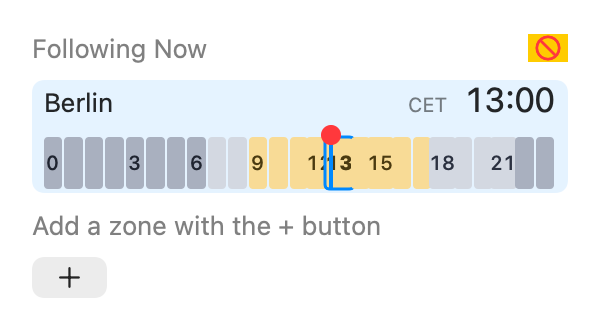 Following Now
Berlin CET 13:00
0 3 6 9 12 13 15 18 21
Add a zone with the + button
+